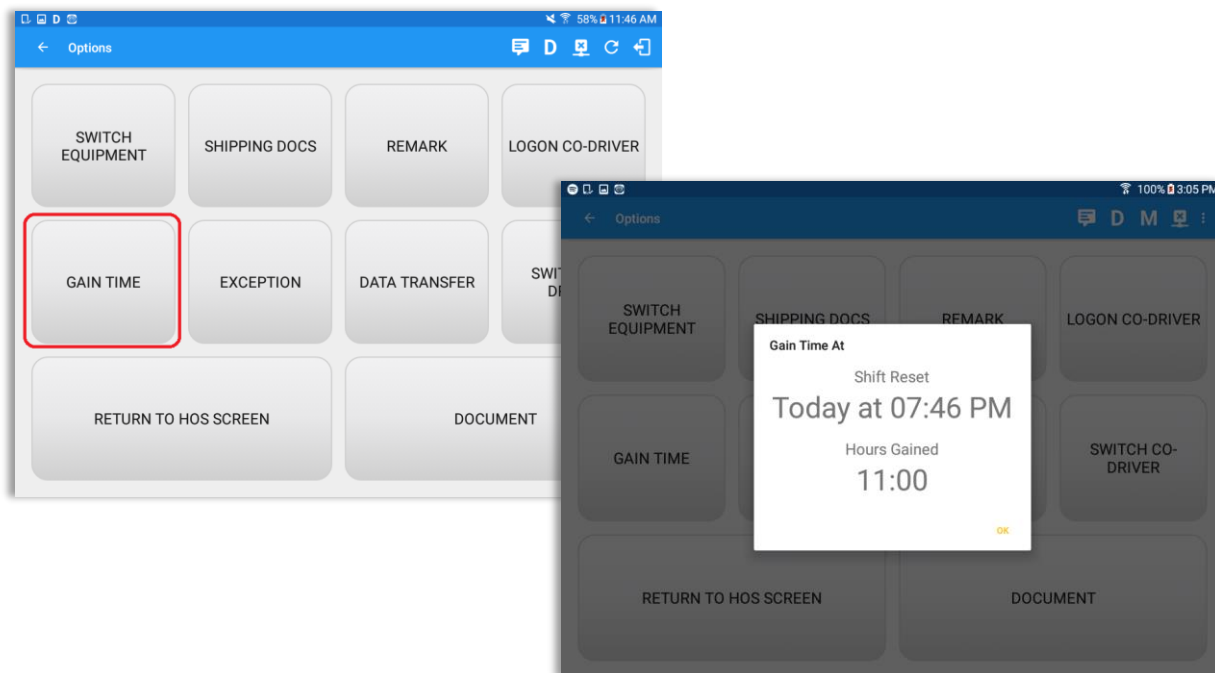 D
58% 11:46 AM
Options
D
SWITCH
EQUIPMENT
SHIPPING DOCS
REMARK
LOGON CO-DRIVER
GAIN TIME
EXCEPTION
DATA TRANSFER
RETURN TO HOS SCREEN
DOCUMENT
100% 3:05 PM
Options
D M
SWITCH
EQUIPMENT
SHIPPING DOCS
REMARK
LOGON CO-DRIVER
Gain Time At
Shift Reset
Today at 07:46 PM
Hours Gained
11:00
OK
GAIN TIME
SWITCH CO-
DRIVER
RETURN TO HOS SCREEN
DOCUMENT